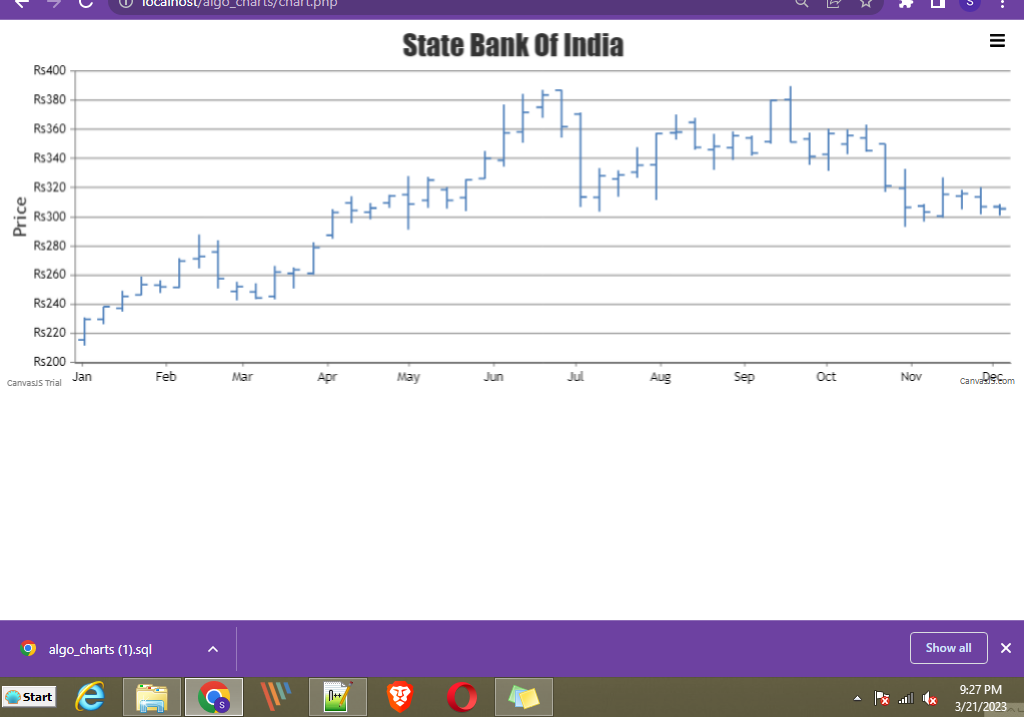 localhost/algo_charts/chart.php
S
State Bank Of India
Price
Rs400
Rs380
Rs360
Rs340
Rs320
Rs300
Rs280
Rs260
Rs240
Rs220
Rs200
Jan Feb Mar Apr May Jun Jul Aug Sep Oct Nov Dec
CanvasJS Trial
CanvasJS.com
algo_charts (1).sql
Show all
Start
S
9:27 PM
3/21/2023